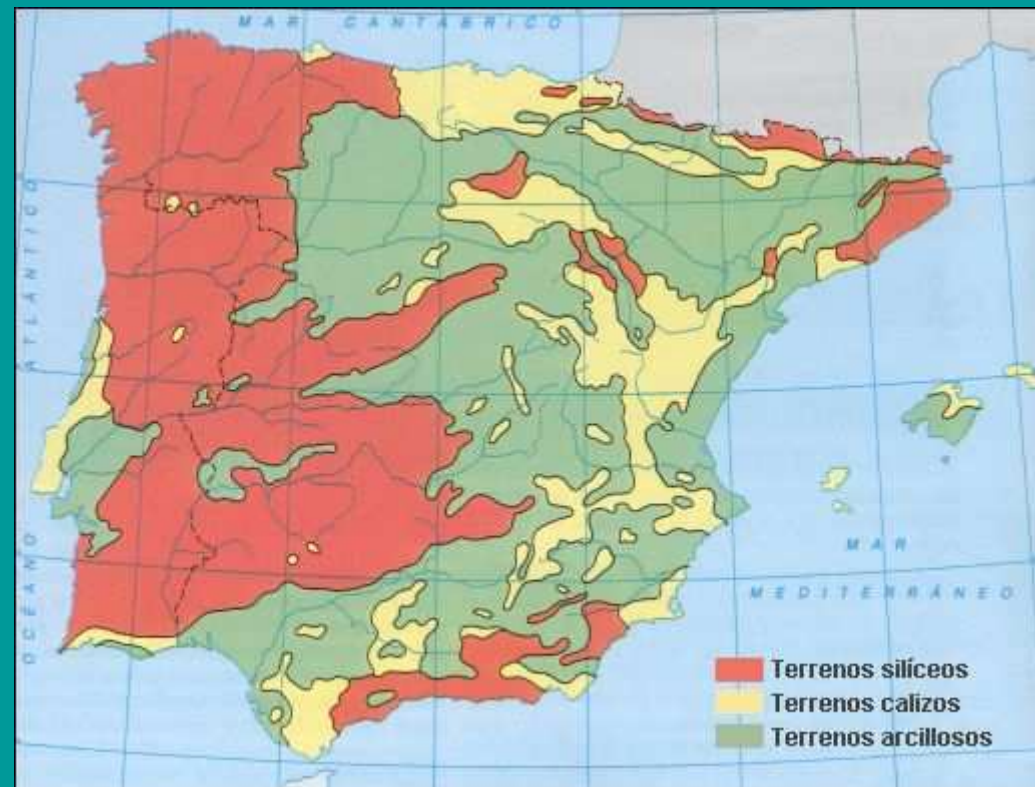 MAR CANTÁBRICO
OCÉANO ATLÁNTICO
MAR
MEDITERRÁNEO
Terrenos silíceos
Terrenos calizos
Terrenos arcillosos